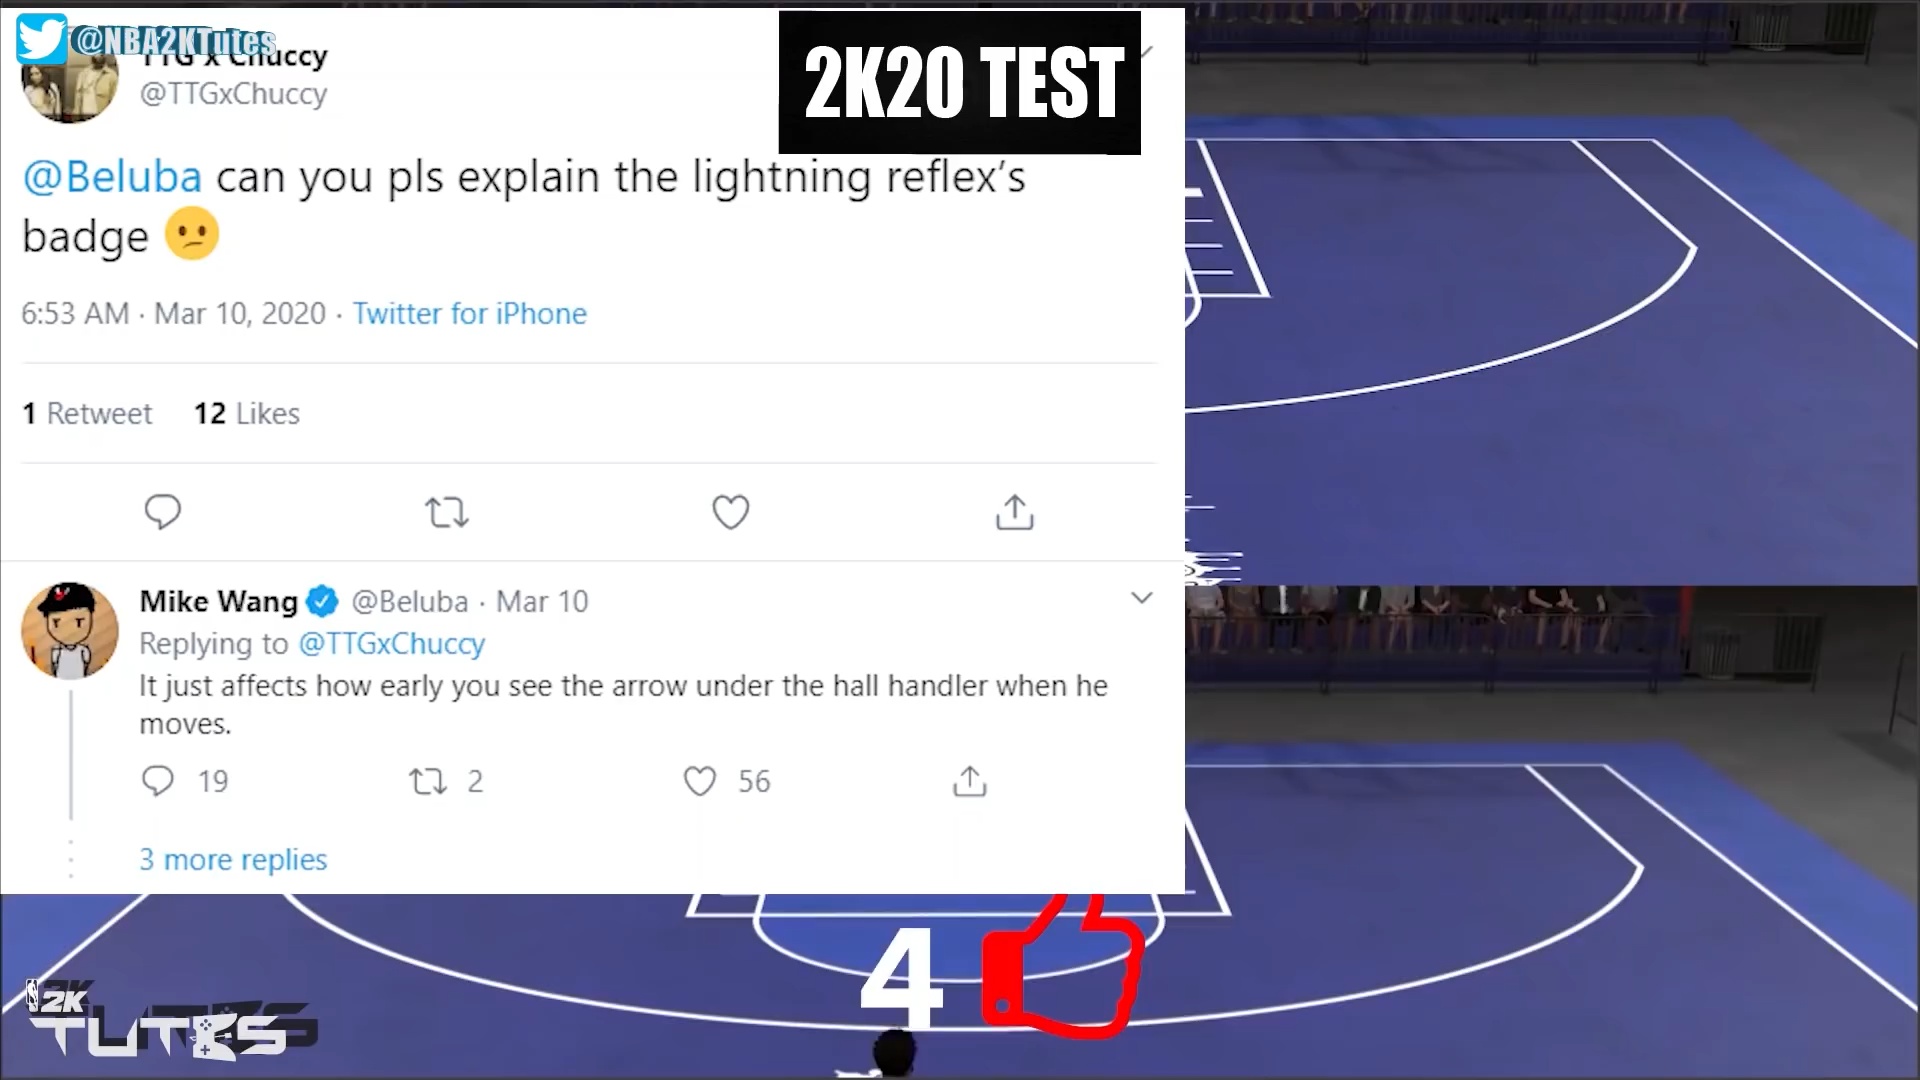 @NBA2KTutes
TTG x Chuccy
@TTGxChuccy
2K20 TEST
@Beluba can you pls explain the lightning reflex’s
badge
6:53 AM · Mar 10, 2020 · Twitter for iPhone
1 Retweet 12 Likes
Mike Wang @Beluba · Mar 10
Replying to @TTGxChuccy
It just affects how early you see the arrow under the hall handler when he
moves.
19 2 56
3 more replies
4
2K
TUTES